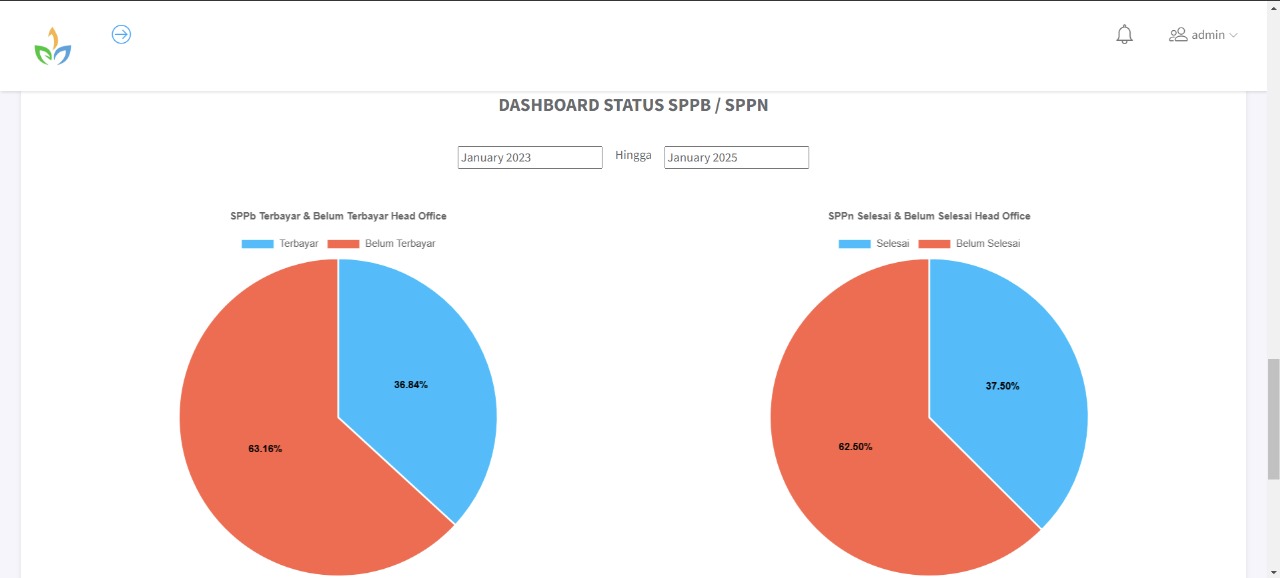 admin
DASHBOARD STATUS SPPB / SPPN
January 2023 Hingga January 2025
SPPb Terbayar & Belum Terbayar Head Office
Terbayar Belum Terbayar
36.84%
63.16%
SPPn Selesai & Belum Selesai Head Office
Selesai Belum Selesai
37.50%
62.50%